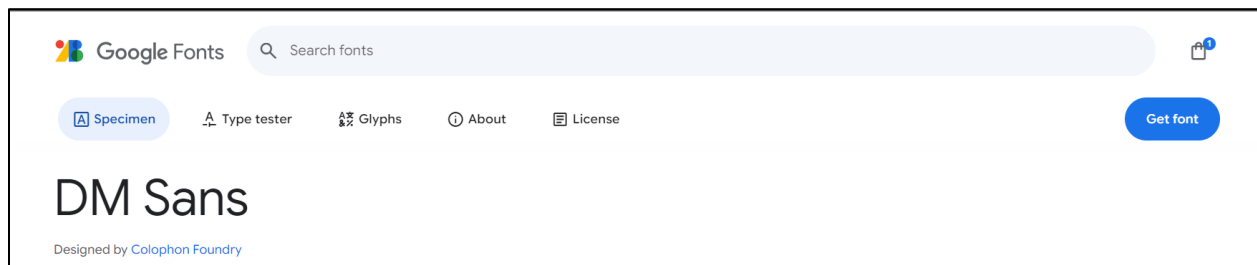 Google Fonts Search fonts 1
Specimen Type tester Glyphs About License Get font
DM Sans
Designed by Colophon Foundry